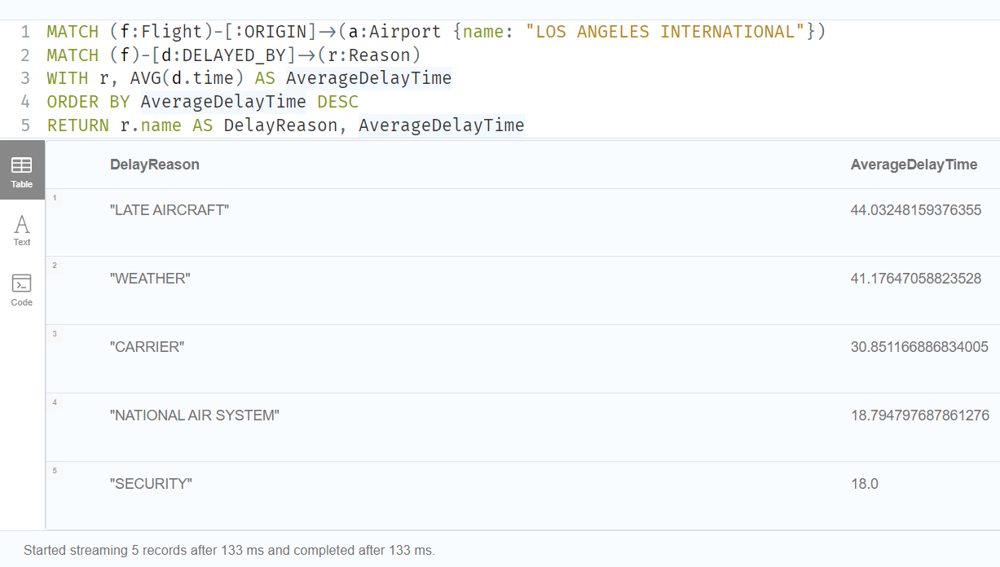 1 MATCH (f:Flight)-[:ORIGIN]->(a:Airport {name: "LOS ANGELES INTERNATIONAL"})
2 MATCH (f)-[d:DELAYED_BY]->(r:Reason)
3 WITH r, AVG(d.time) AS AverageDelayTime
4 ORDER BY AverageDelayTime DESC
5 RETURN r.name AS DelayReason, AverageDelayTime
Table
Text
Code
DelayReason AverageDelayTime
1 "LATE AIRCRAFT" 44.03248159376355
2 "WEATHER" 41.17647058823528
3 "CARRIER" 30.851166886834005
4 "NATIONAL AIR SYSTEM" 18.794797687861276
5 "SECURITY" 18.0
Started streaming 5 records after 133 ms and completed after 133 ms.